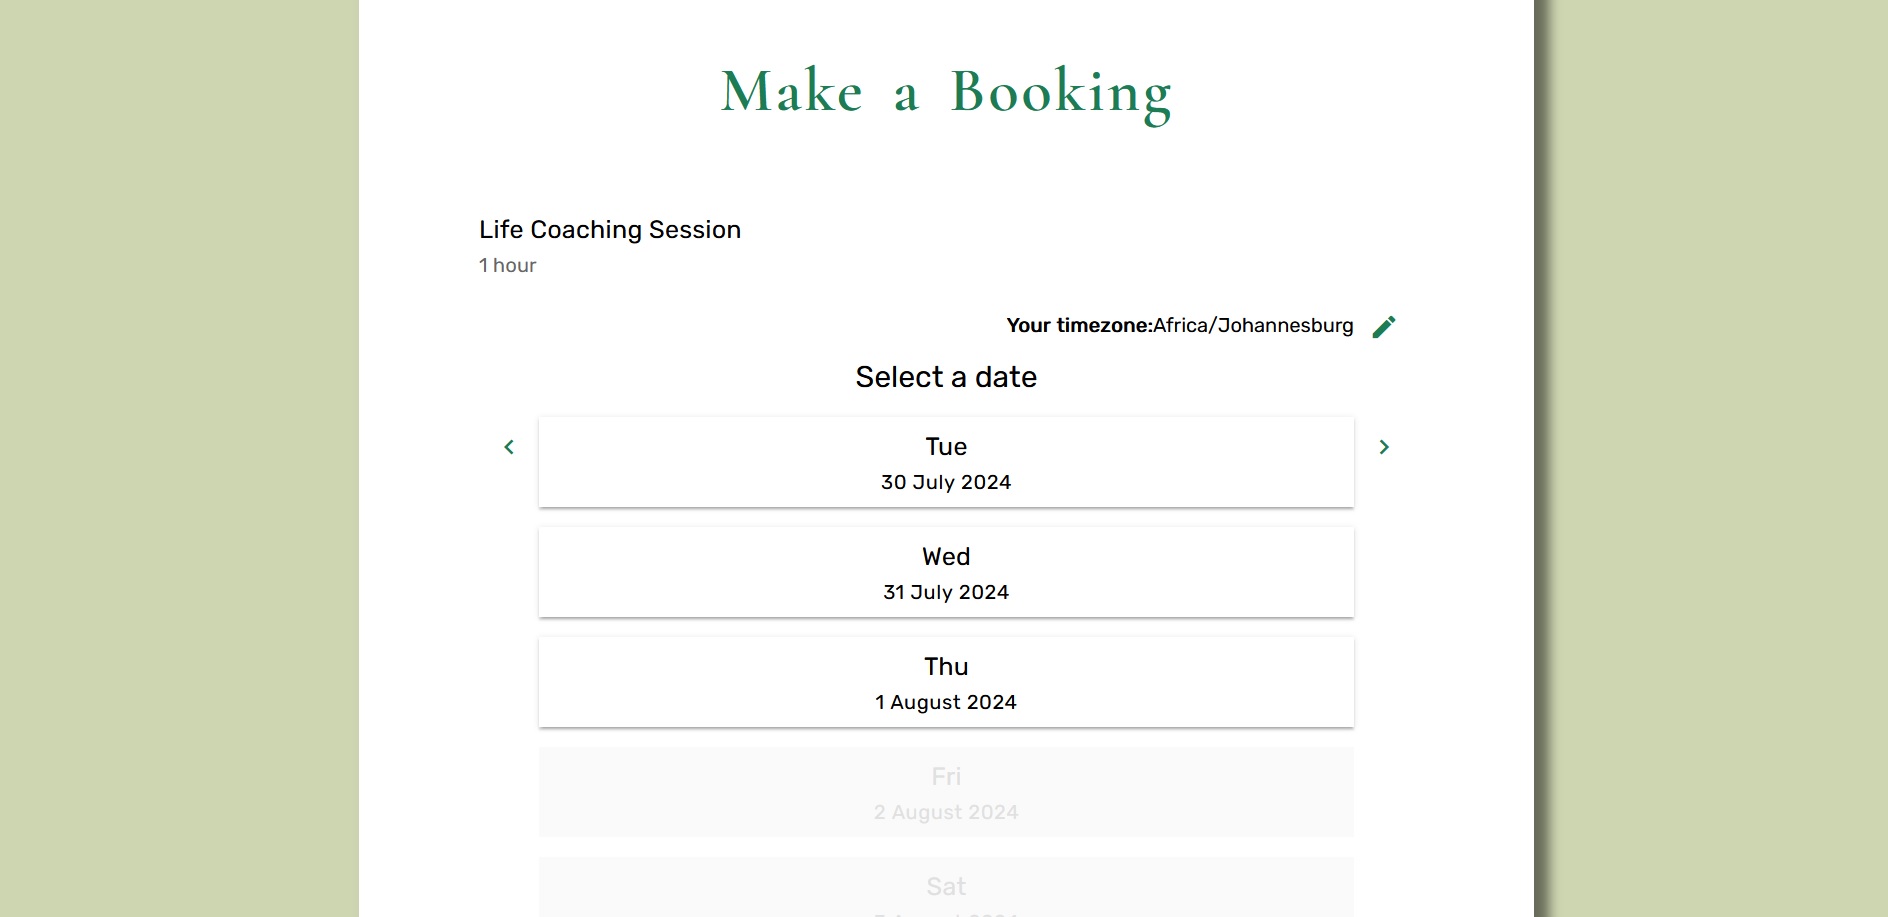 Make a Booking
Life Coaching Session
1 hour
Your timezone:Africa/Johannesburg
Select a date
Tue
30 July 2024
Wed
31 July 2024
Thu
1 August 2024
Fri
2 August 2024
Sat